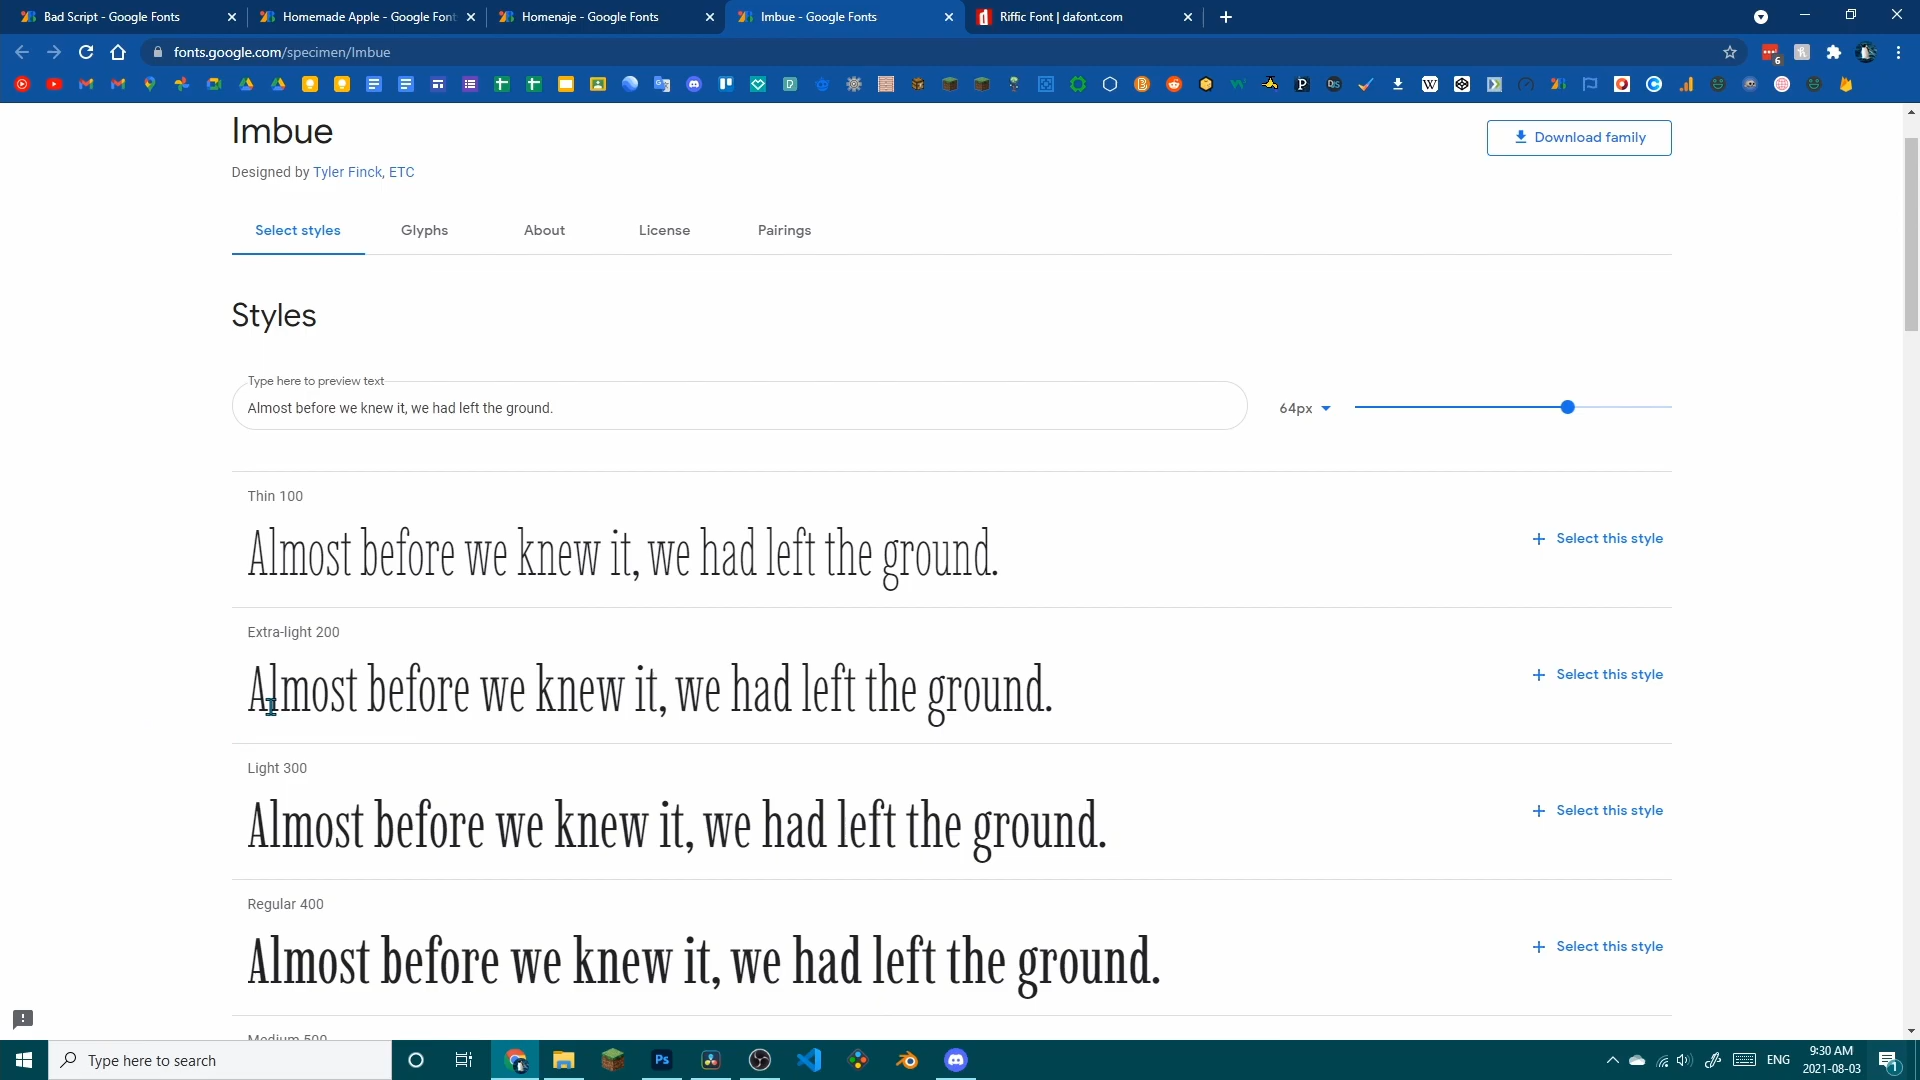 Bad Script - Google Fonts
Homemade Apple - Google Font
Homenaje - Google Fonts
Imbue - Google Fonts
Riffic Font | dafont.com
fonts.google.com/specimen/Imbue
Imbue
Download family
Designed by Tyler Finck, ETC
Select styles
Glyphs
About
License
Pairings
Styles
Type here to preview text
Almost before we knew it, we had left the ground.
64px
Thin 100
Almost before we knew it, we had left the ground.
Select this style
Extra-light 200
Almost before we knew it, we had left the ground.
Select this style
Light 300
Almost before we knew it, we had left the ground.
Select this style
Regular 400
Almost before we knew it, we had left the ground.
Select this style
Medium 500
Type here to search
Ps
ENG
9:30 AM
2021-08-03
1